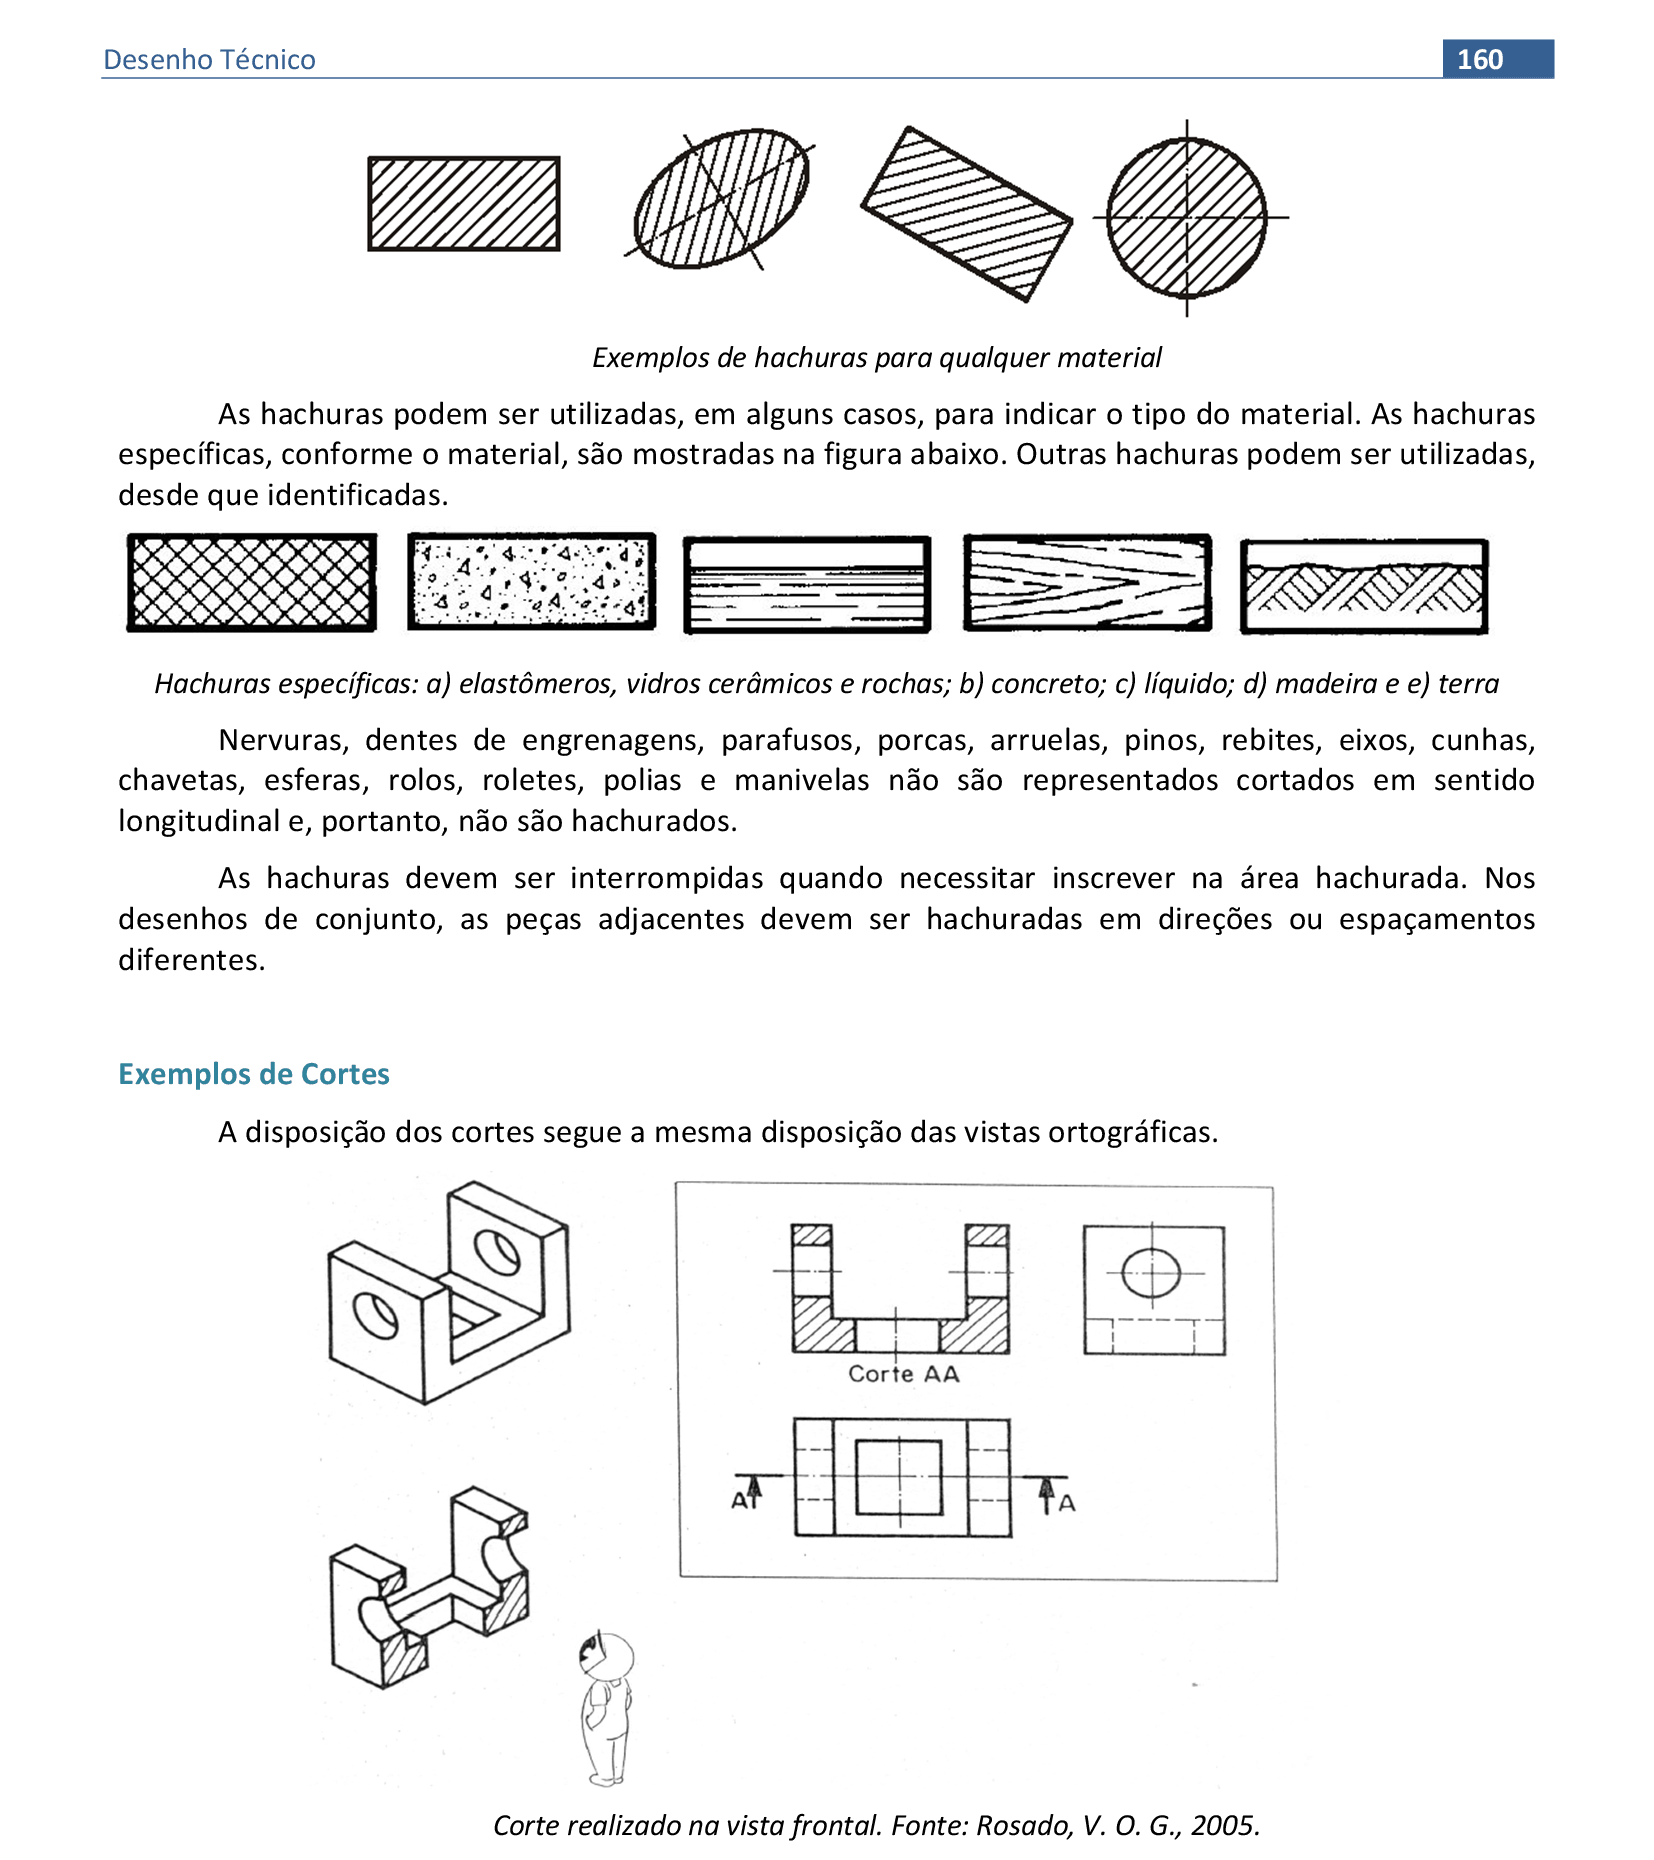 Desenho Técnico
160
Exemplos de hachuras para qualquer material
As hachuras podem ser utilizadas, em alguns casos, para indicar o tipo do material. As hachuras
específicas, conforme o material, são mostradas na figura abaixo. Outras hachuras podem ser utilizadas,
desde que identificadas.
Hachuras específicas: a) elastômeros, vidros cerâmicos e rochas; b) concreto; c) líquido; d) madeira e e) terra
Nervuras, dentes de engrenagens, parafusos, porcas, arruelas, pinos, rebites, eixos, cunhas,
chavetas, esferas, rolos, roletes, polias e manivelas não são representados cortados em sentido
longitudinal e, portanto, não são hachurados.
As hachuras devem ser interrompidas quando necessitar inscrever na área hachurada. Nos
desenhos de conjunto, as peças adjacentes devem ser hachuradas em direções ou espaçamentos
diferentes.
Exemplos de Cortes
A disposição dos cortes segue a mesma disposição das vistas ortográficas.
Corte AA
A
A
Corte realizado na vista frontal. Fonte: Rosado, V. O. G., 2005.